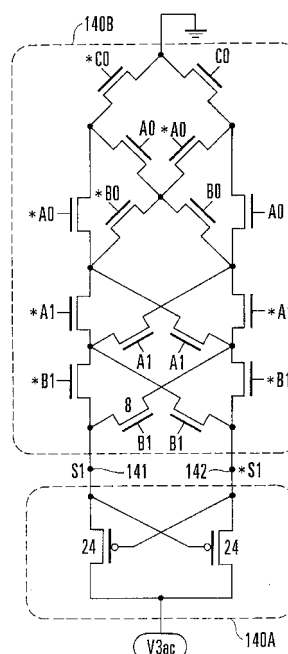 140B
*C0 C0
A0 *A0
*A0 *B0 B0 A0
*A1 A1 A1 *A1
*B1 8 B1 B1 *B1
S1 141 142 *S1
24 24
V3ac 140A